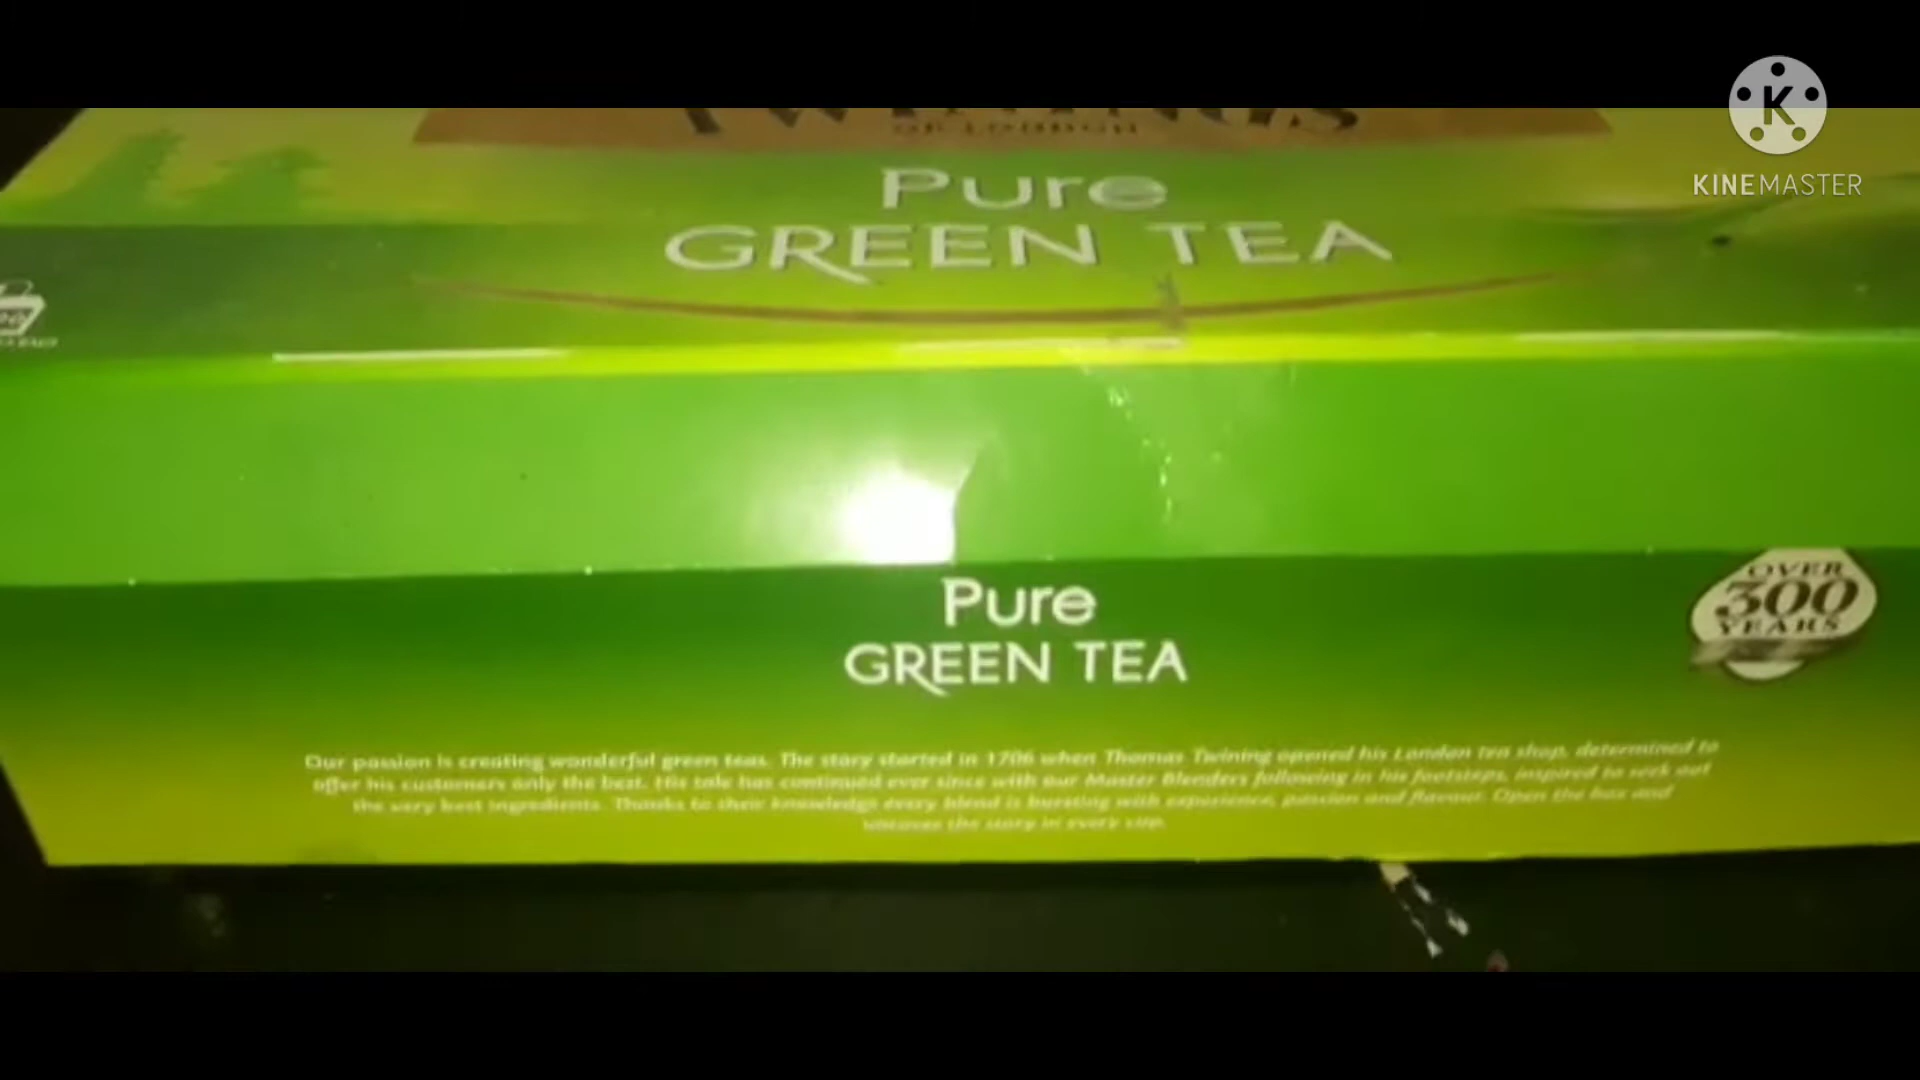 TWININGS
OF LONDON
Pure
GREEN TEA
KINEMASTER
Pure
GREEN TEA
OVER
300
YEARS
Our passion is creating wonderful green teas. The story started in 1706 when Thomas Twining opened his London tea shop, determined to
offer his customers only the best. His tale has continued ever since with our Master Blenders following in his footsteps, inspired to seek out
the very best ingredients. Thanks to their knowledge every blend is bursting with experience, passion and flavour. Open the box and
uncover the story in every cup.